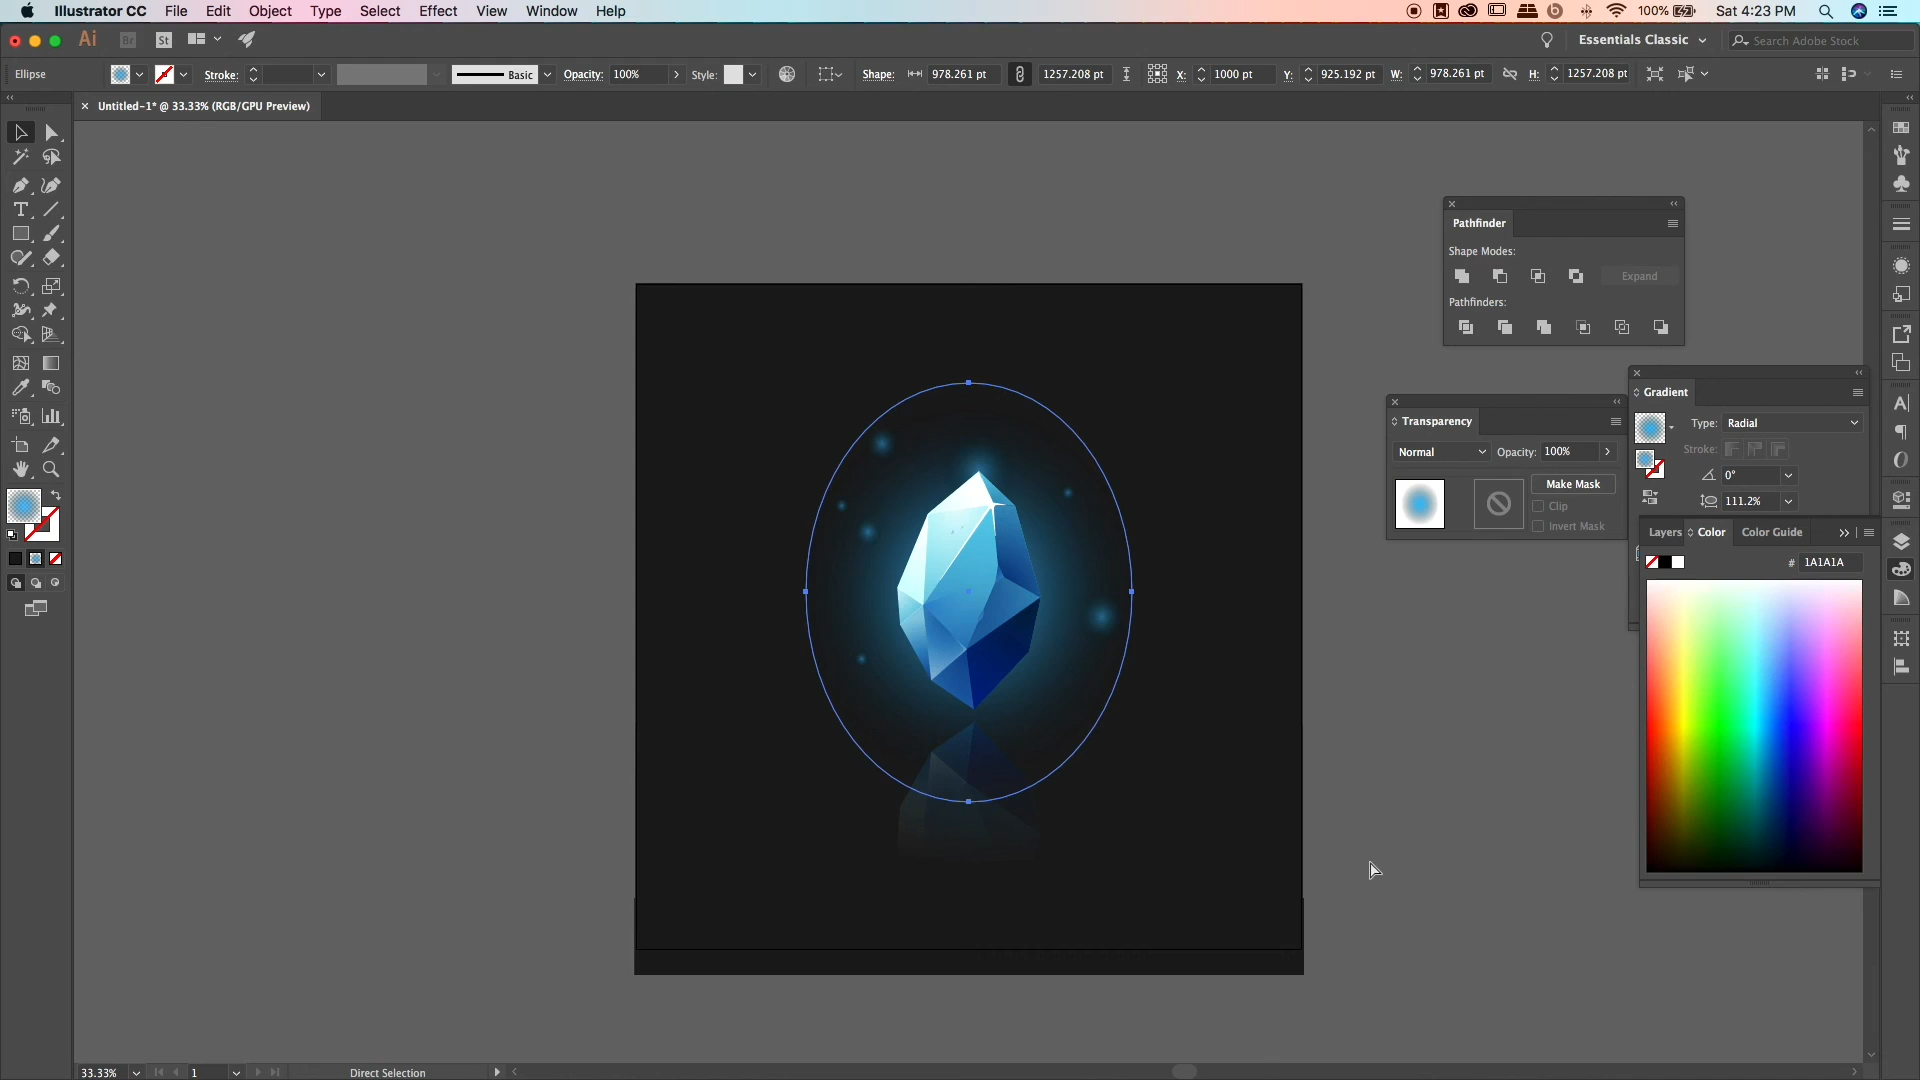 Illustrator CC File Edit Object Type Select Effect View Window Help 100% Sat 4:23 PM
Ai Br St Essentials Classic Search Adobe Stock
Ellipse Stroke: Basic Opacity: 100% Style: Shape: 978.261 pt 1257.208 pt X: 1000 pt Y: 925.192 pt W: 978.261 pt H: 1257.208 pt
Untitled-1* @ 33.33% (RGB/GPU Preview)
Pathfinder
Shape Modes:
Expand
Pathfinders:
Gradient
Type: Radial
Stroke:
0°
111.2%
Transparency
Normal Opacity: 100%
Make Mask
Clip
Invert Mask
Layers Color Color Guide
# 1A1A1A
33.33% 1 Direct Selection